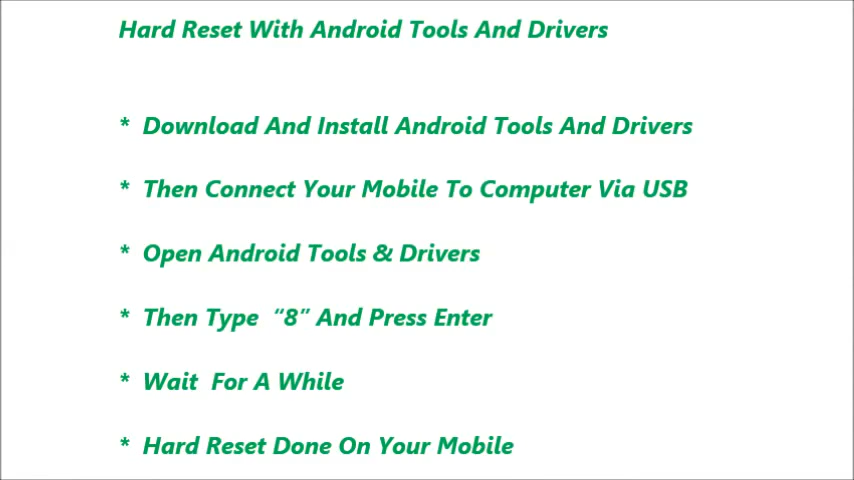 Hard Reset With Android Tools And Drivers
* Download And Install Android Tools And Drivers
* Then Connect Your Mobile To Computer Via USB
* Open Android Tools & Drivers
* Then Type “8” And Press Enter
* Wait For A While
* Hard Reset Done On Your Mobile